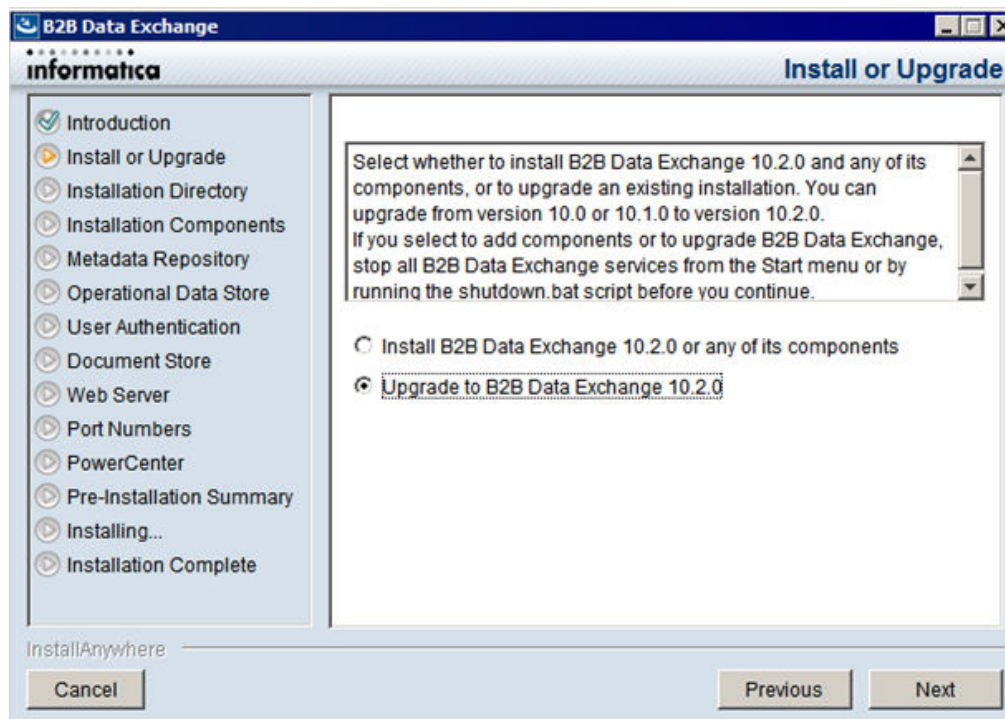 B2B Data Exchange
informatica
Install or Upgrade
Introduction
Install or Upgrade
Installation Directory
Installation Components
Metadata Repository
Operational Data Store
User Authentication
Document Store
Web Server
Port Numbers
PowerCenter
Pre-Installation Summary
Installing...
Installation Complete
Select whether to install B2B Data Exchange 10.2.0 and any of its
components, or to upgrade an existing installation. You can
upgrade from version 10.0 or 10.1.0 to version 10.2.0.
If you select to add components or to upgrade B2B Data Exchange,
stop all B2B Data Exchange services from the Start menu or by
running the shutdown.bat script before you continue.
Install B2B Data Exchange 10.2.0 or any of its components
Upgrade to B2B Data Exchange 10.2.0
InstallAnywhere
Cancel
Previous
Next